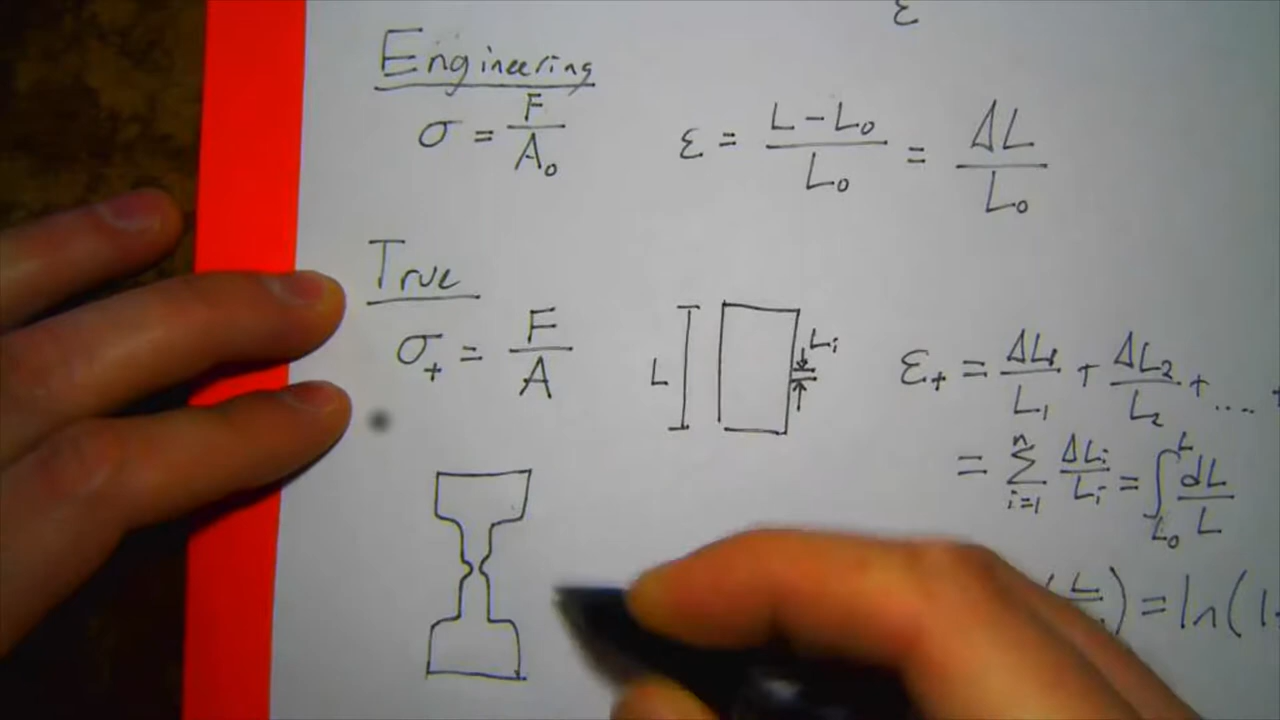 ε
Engineering
σ = F/A₀
ε = (L - L₀)/L₀ = ΔL/L₀
True
σₜ = F/A
L
Lᵢ
εₜ = ΔL₁/L₁ + ΔL₂/L₂ + ....
= Σᵢ₌₁ⁿ ΔLᵢ/Lᵢ = ∫_L₀^L dL/L
) = ln(1